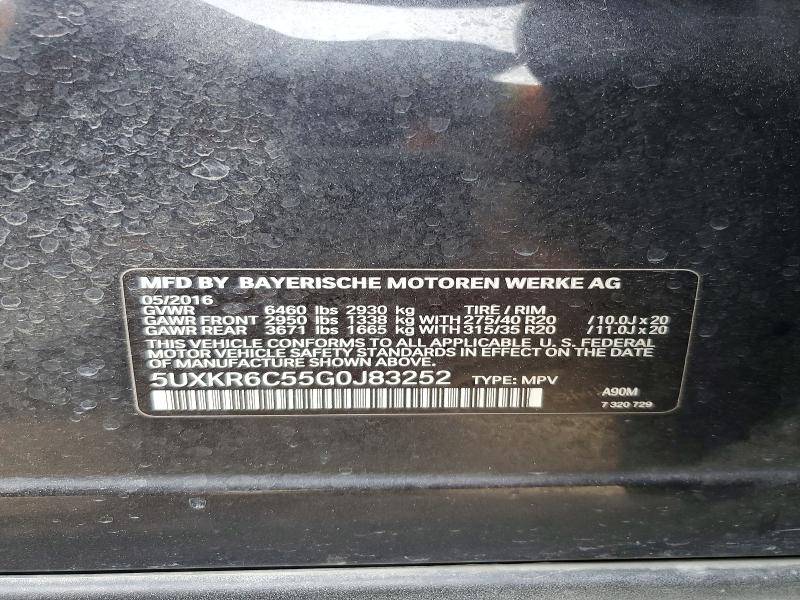 MFD BY BAYERISCHE MOTOREN WERKE AG
05/2016
GVWR 6460 lbs 2930 kg TIRE / RIM
GAWR FRONT 2950 lbs 1338 kg WITH 275/40 R20 /10.0J x 20
GAWR REAR 3671 lbs 1665 kg WITH 315/35 R20 /11.0J x 20
THIS VEHICLE CONFORMS TO ALL APPLICABLE U. S. FEDERAL
MOTOR VEHICLE SAFETY STANDARDS IN EFFECT ON THE DATE
OF MANUFACTURE SHOWN ABOVE.
5UXKR6C55G0J83252 TYPE: MPV
A90M
7 320 729